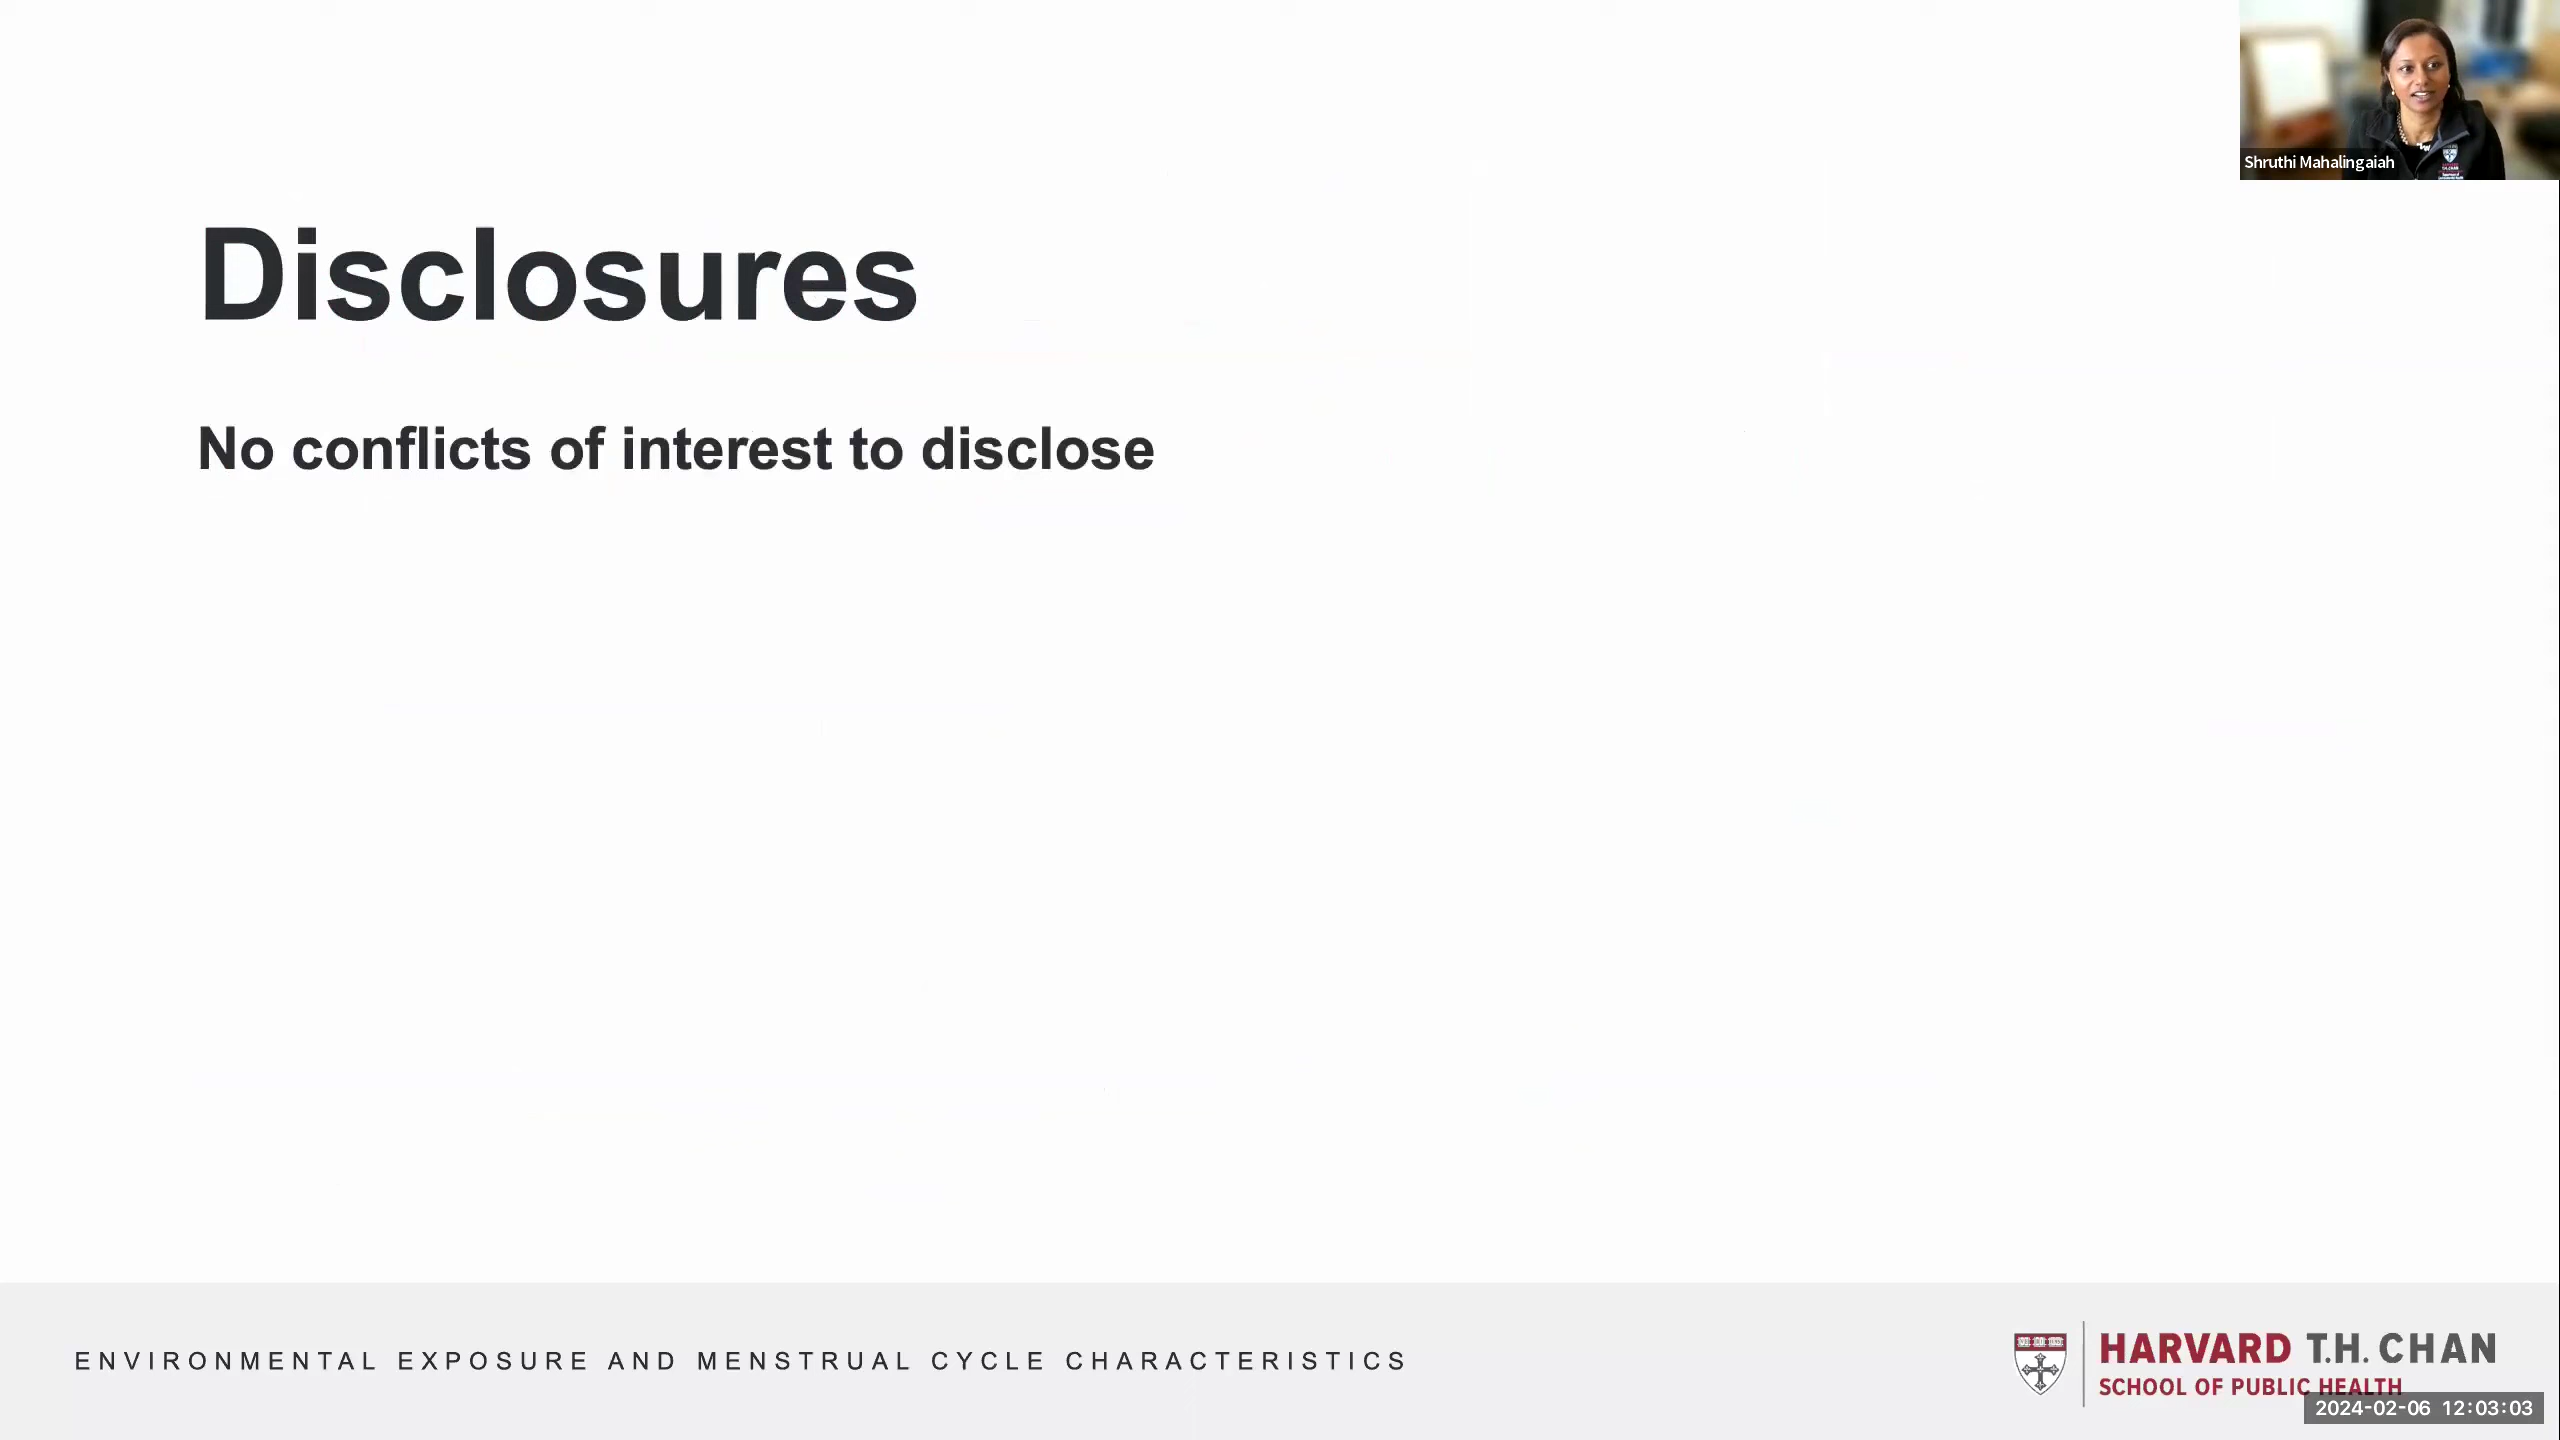 Shruthi Mahalingaiah
Disclosures
No conflicts of interest to disclose
ENVIRONMENTAL EXPOSURE AND MENSTRUAL CYCLE CHARACTERISTICS
HARVARD T.H. CHAN
SCHOOL OF PUBLIC HEALTH
2024-02-06 12:03:03